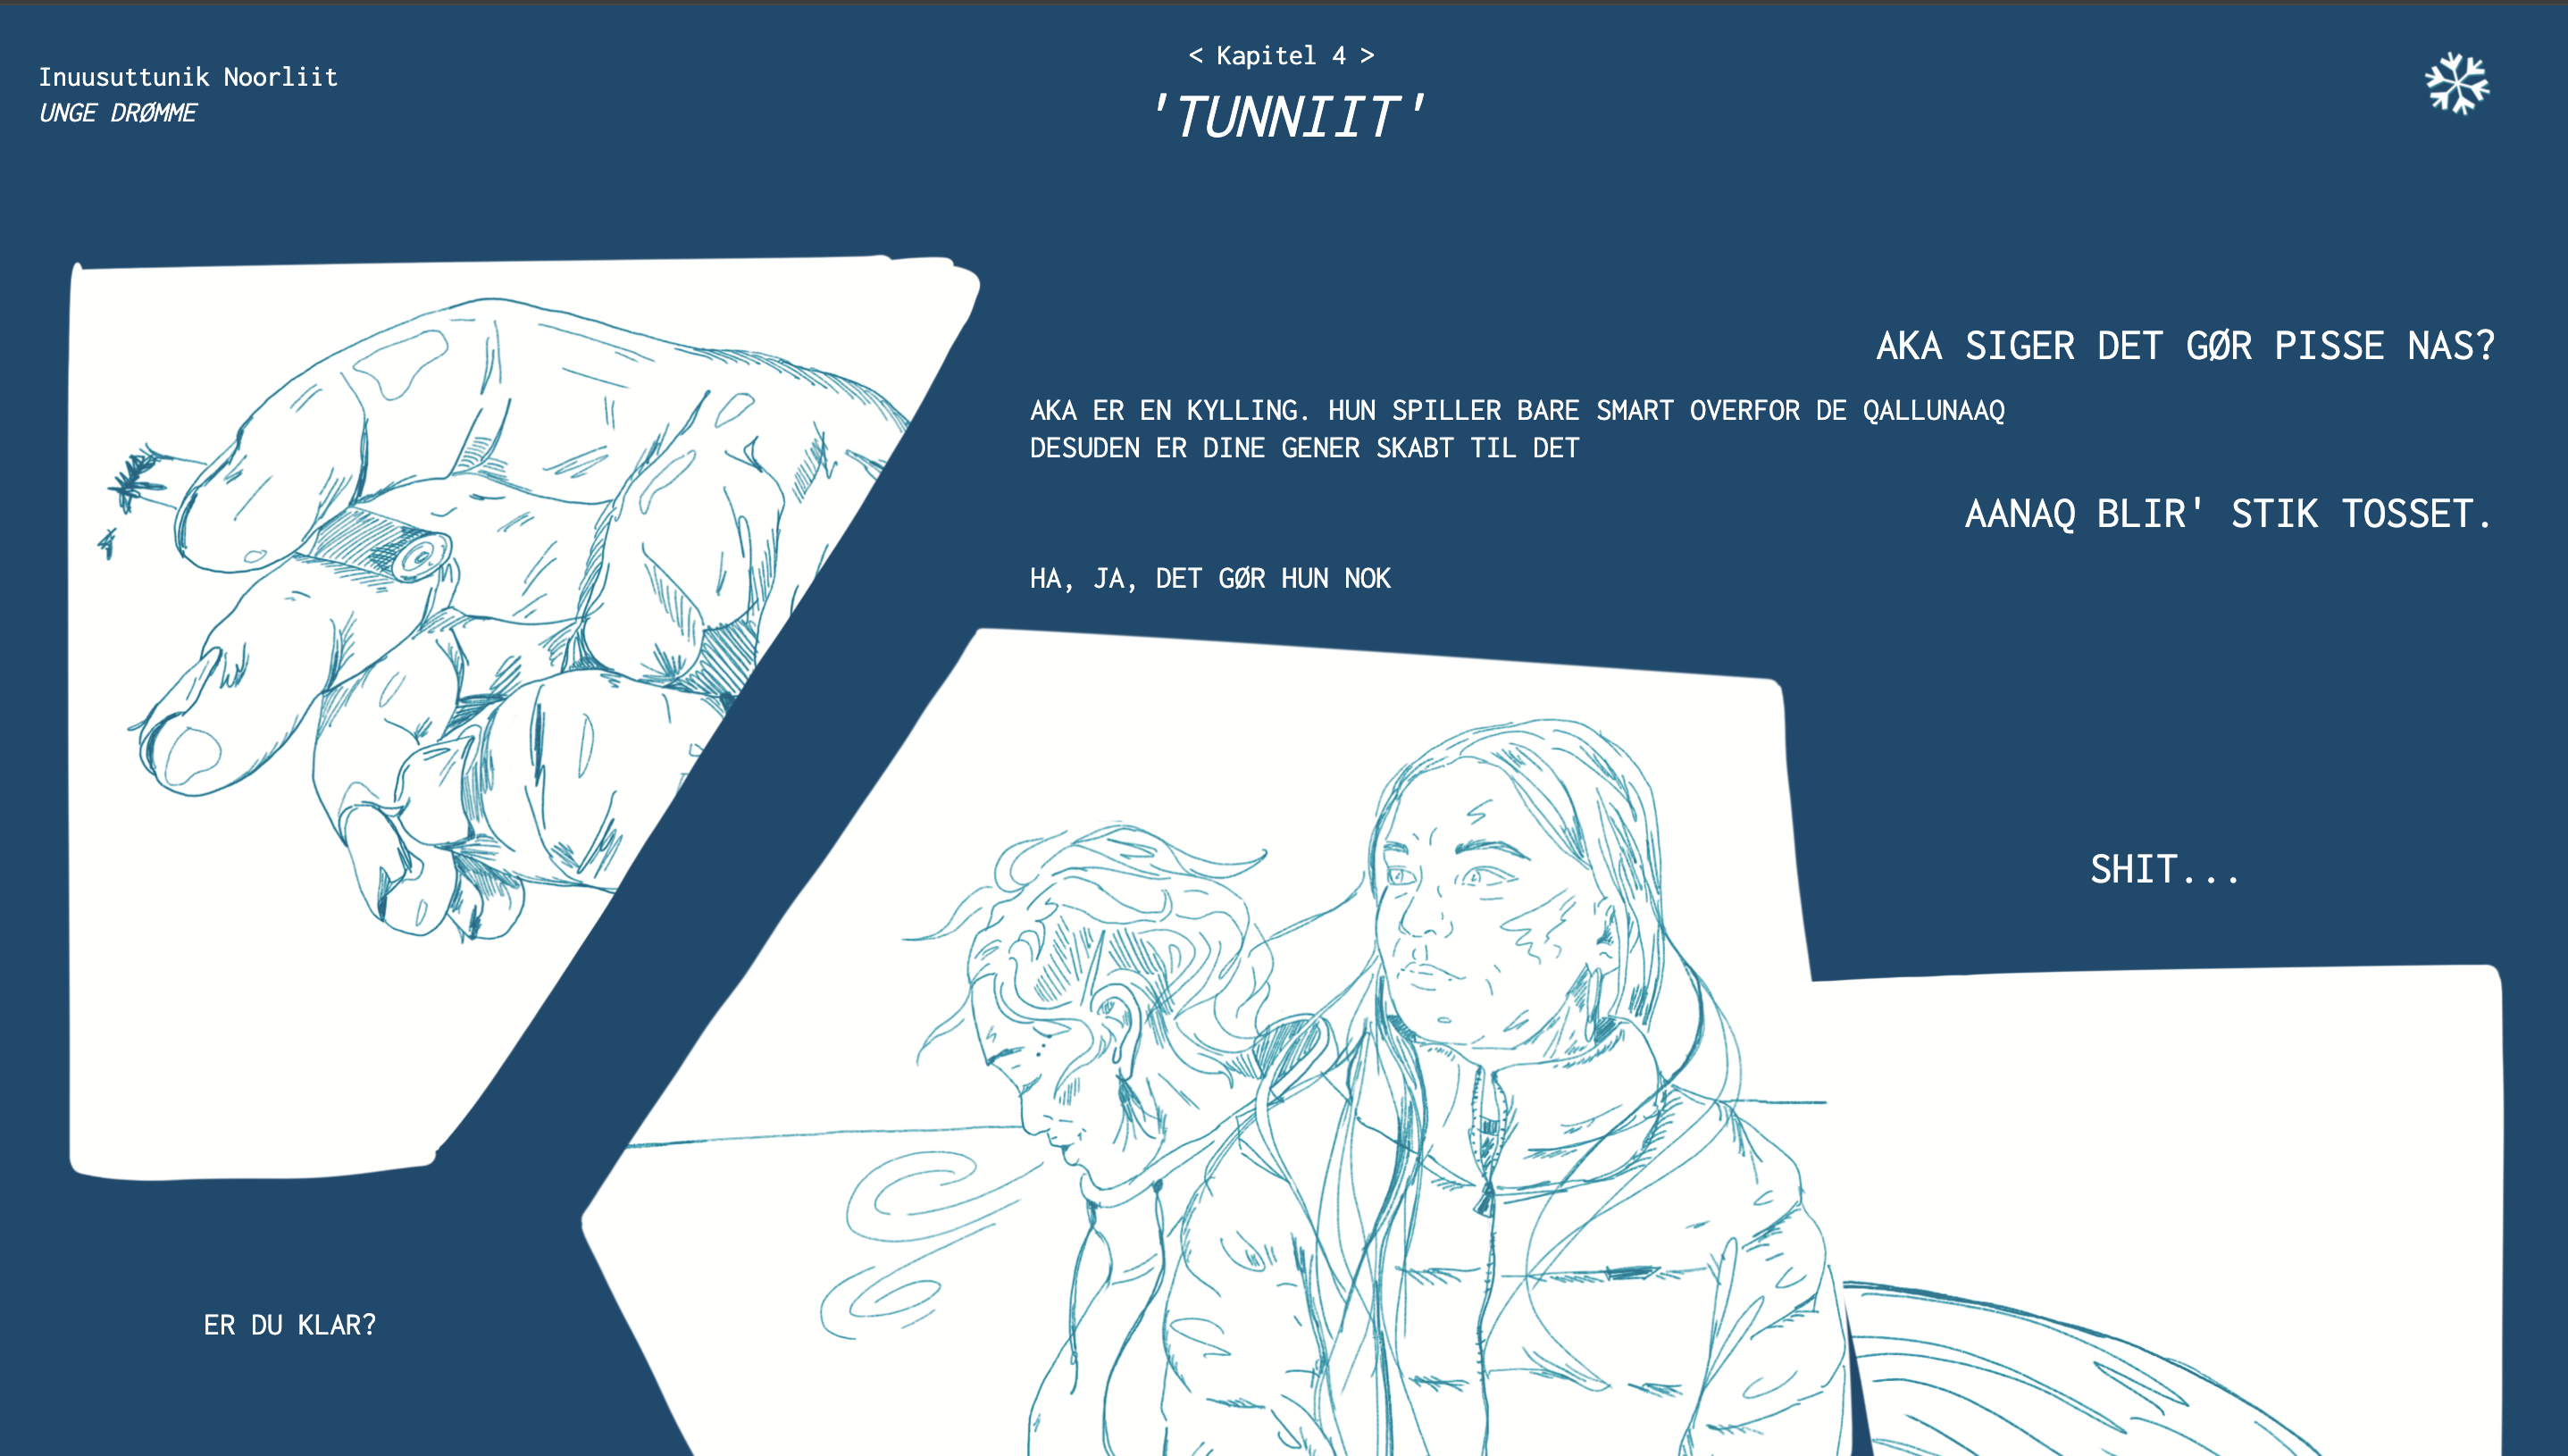 Inuusuttunik Noorliit
UNGE DRØMME
< Kapitel 4 >
'TUNNIIT'
AKA SIGER DET GØR PISSE NAS?
AKA ER EN KYLLING. HUN SPILLER BARE SMART OVERFOR DE QALLUNAAQ
DESUDEN ER DINE GENER SKABT TIL DET
AANAQ BLIR' STIK TOSSET.
HA, JA, DET GØR HUN NOK
SHIT...
ER DU KLAR?